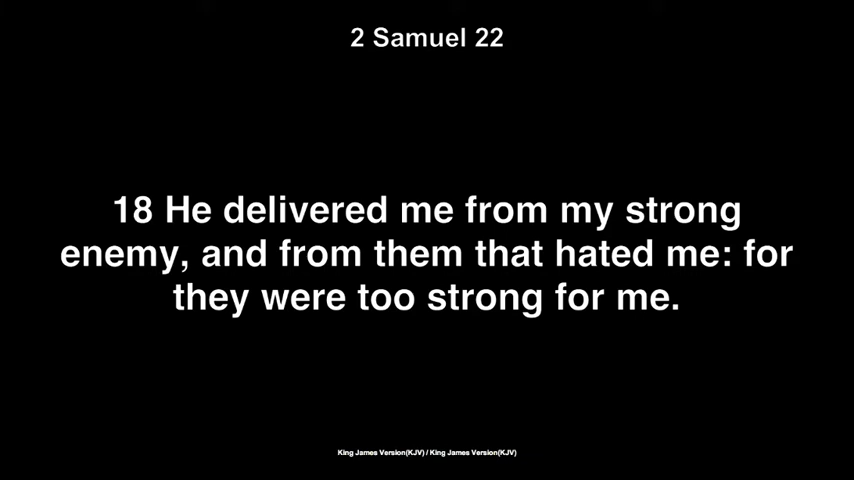 2 Samuel 22
18 He delivered me from my strong
enemy, and from them that hated me: for
they were too strong for me.
King James Version(KJV) / King James Version(KJV)